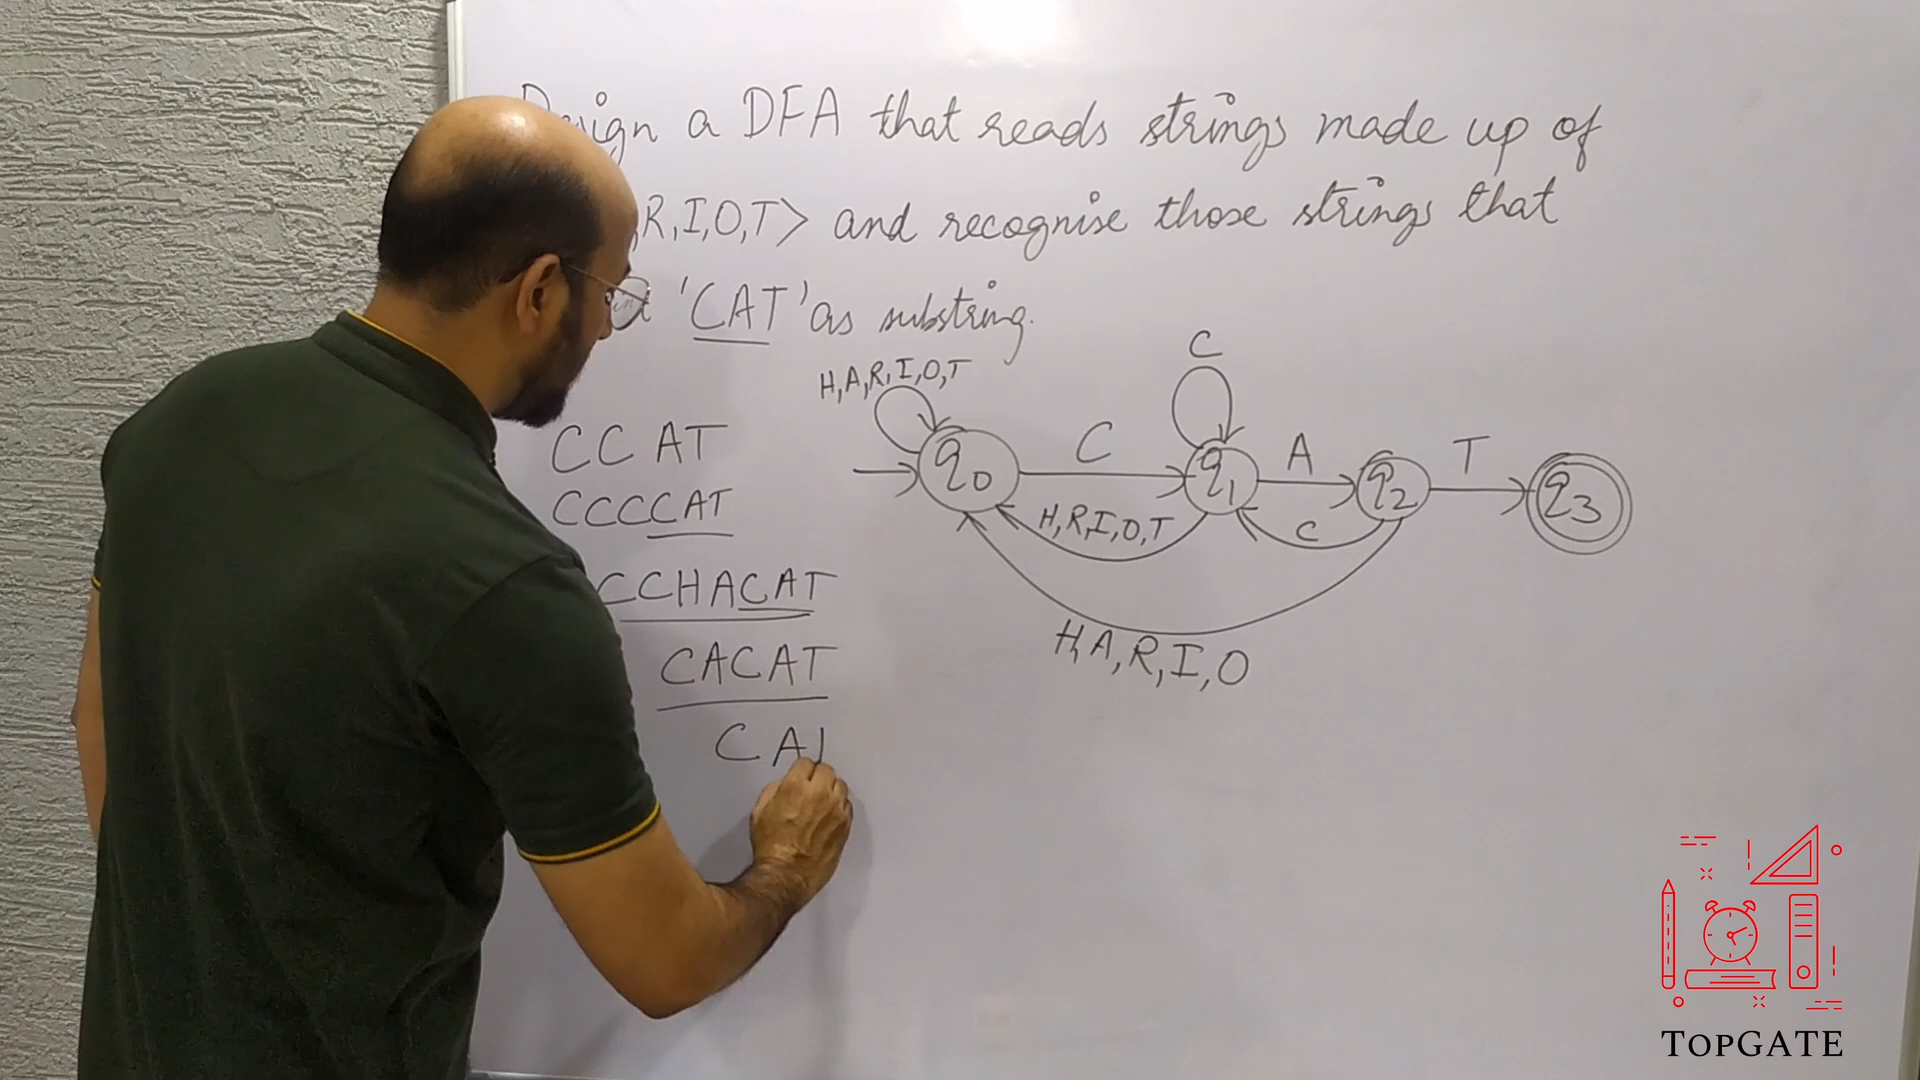 a DFA that reads strings made up of
R, I, O, T> and recognise those strings that
'CAT' as substring.
C
H, A, R, I, O, T
CCAT
q0
C
q1
A
q2
T
q3
CCCCAT
H, R, I, O, T
C
CCHACAT
CACAT
H, A, R, I, O
CA
TOPGATE